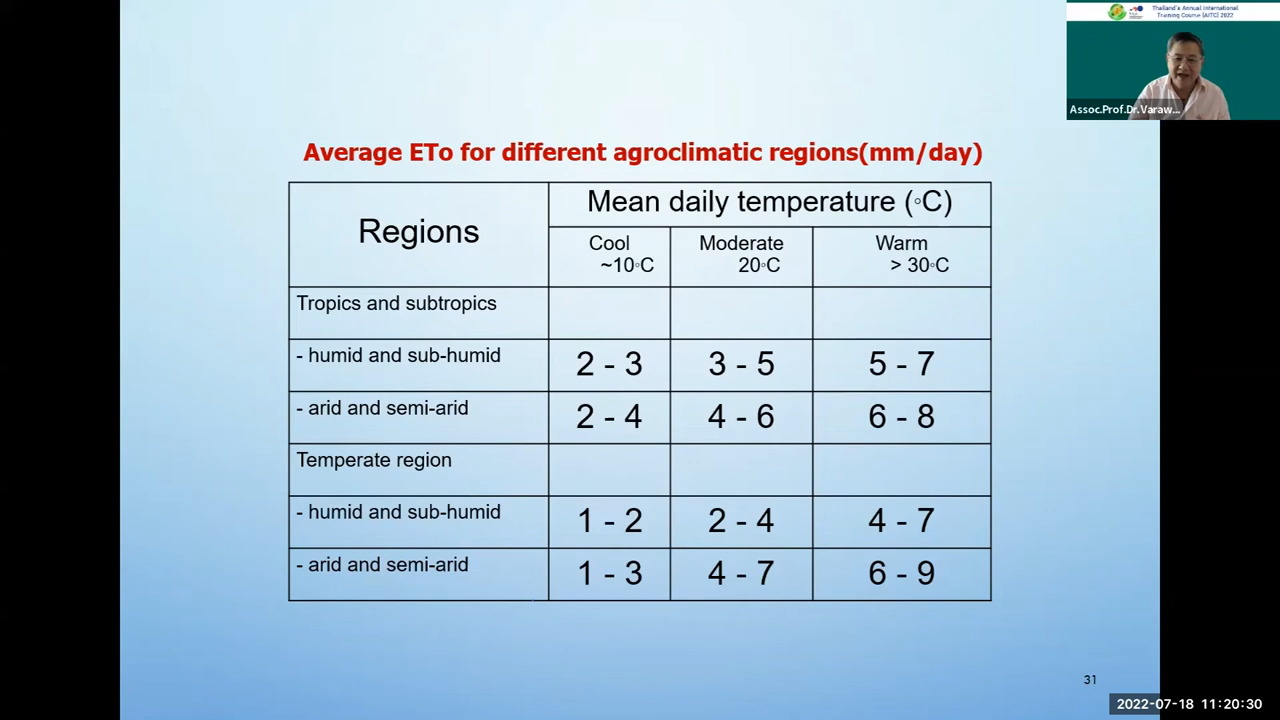 Thailand's Annual International
Training Course (AITC) 2022
Assoc.Prof.Dr.Varaw...
Average ETo for different agroclimatic regions(mm/day)
Regions
Mean daily temperature (◦C)
Cool
~10◦C
Moderate
20◦C
Warm
> 30◦C
Tropics and subtropics
- humid and sub-humid
2 - 3
3 - 5
5 - 7
- arid and semi-arid
2 - 4
4 - 6
6 - 8
Temperate region
- humid and sub-humid
1 - 2
2 - 4
4 - 7
- arid and semi-arid
1 - 3
4 - 7
6 - 9
31
2022-07-18 11:20:30